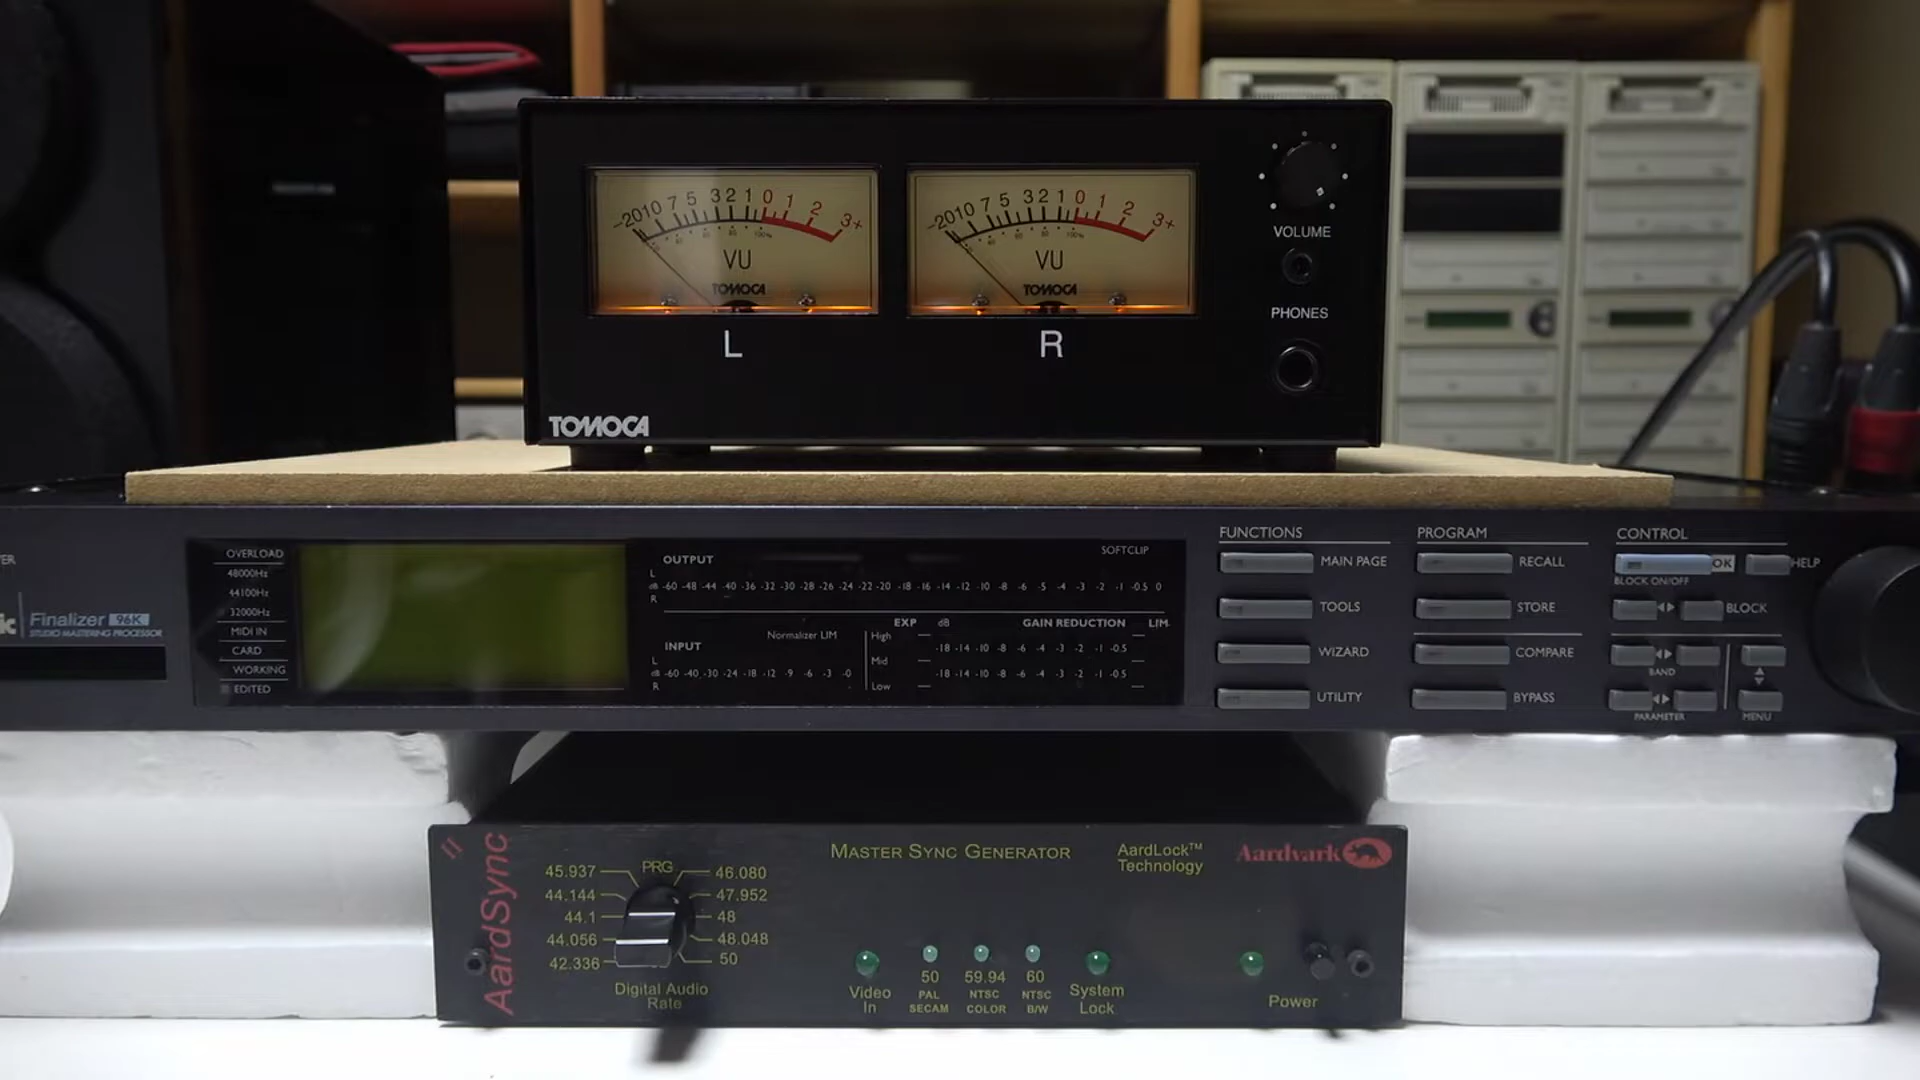 -20 10 7 5 3 2 1 0 1 2 3+
VU
TOMOCA
L
-20 10 7 5 3 2 1 0 1 2 3+
VU
TOMOCA
R
VOLUME
PHONES
TOMOCA
Finalizer 96K
STUDIO MASTERING PROCESSOR
OVERLOAD
48000Hz
44100Hz
32000Hz
MIDI IN
CARD
WORKING
EDITED
OUTPUT
SOFTCLIP
L
dB -60 -48 -44 -40 -36 -32 -30 -28 -26 -24 -22 -20 -18 -16 -14 -12 -10 -8 -6 -5 -4 -3 -2 -1 -0.5 0
R
INPUT
Normalizer LIM
L
dB -60 -40 -30 -24 -18 -12 -9 -6 -3 -0
R
EXP dB GAIN REDUCTION LIM
High
-18 -14 -10 -8 -6 -4 -3 -2 -1 -0.5
Mid
-18 -14 -10 -8 -6 -4 -3 -2 -1 -0.5
Low
FUNCTIONS
MAIN PAGE
TOOLS
WIZARD
UTILITY
PROGRAM
RECALL
STORE
COMPARE
BYPASS
CONTROL
OK
HELP
BLOCK ON/OFF
BLOCK
BAND
PARAMETER
MENU
AardSync
45.937
44.144
44.1
44.056
42.336
PRG
46.080
47.952
48
48.048
50
Digital Audio
Rate
MASTER SYNC GENERATOR
AardLock™
Technology
Aardvark
Video
In
50
PAL
SECAM
59.94
NTSC
COLOR
60
NTSC
B/W
System
Lock
Power